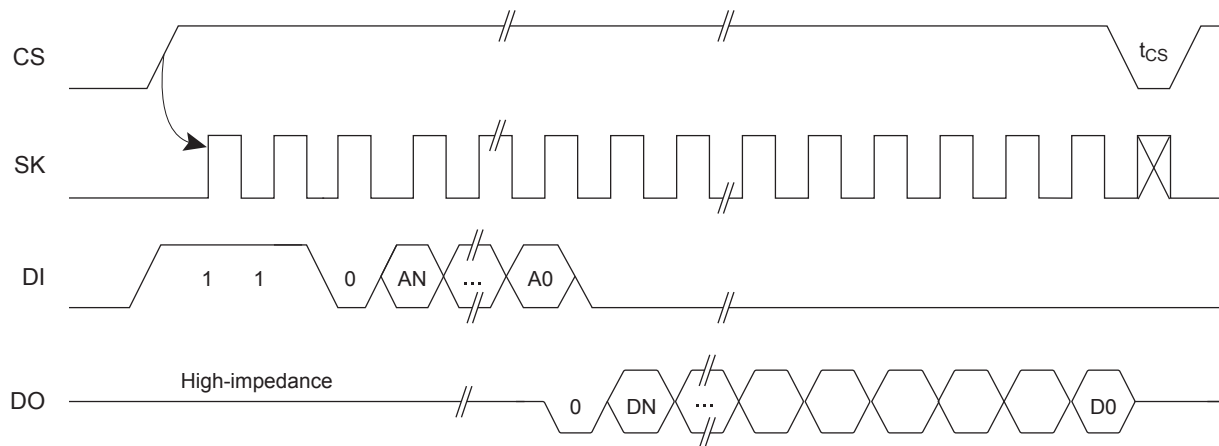 CS
tCS
SK
DI
1 1 0 AN ... A0
High-impedance
DO
0 DN ... D0